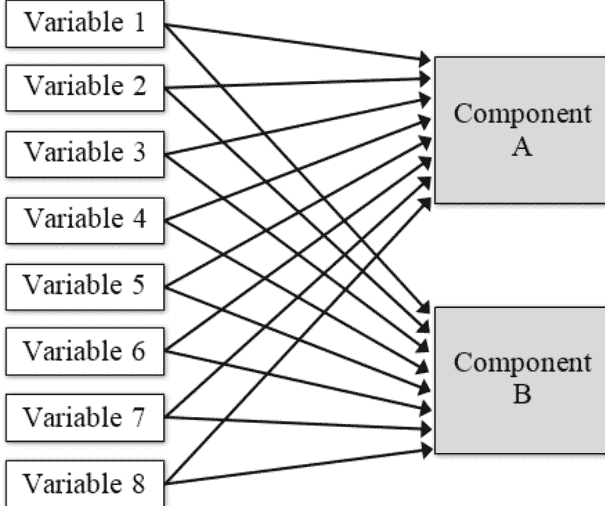 Variable 1
Variable 2
Variable 3
Variable 4
Variable 5
Variable 6
Variable 7
Variable 8
Component
A
Component
B